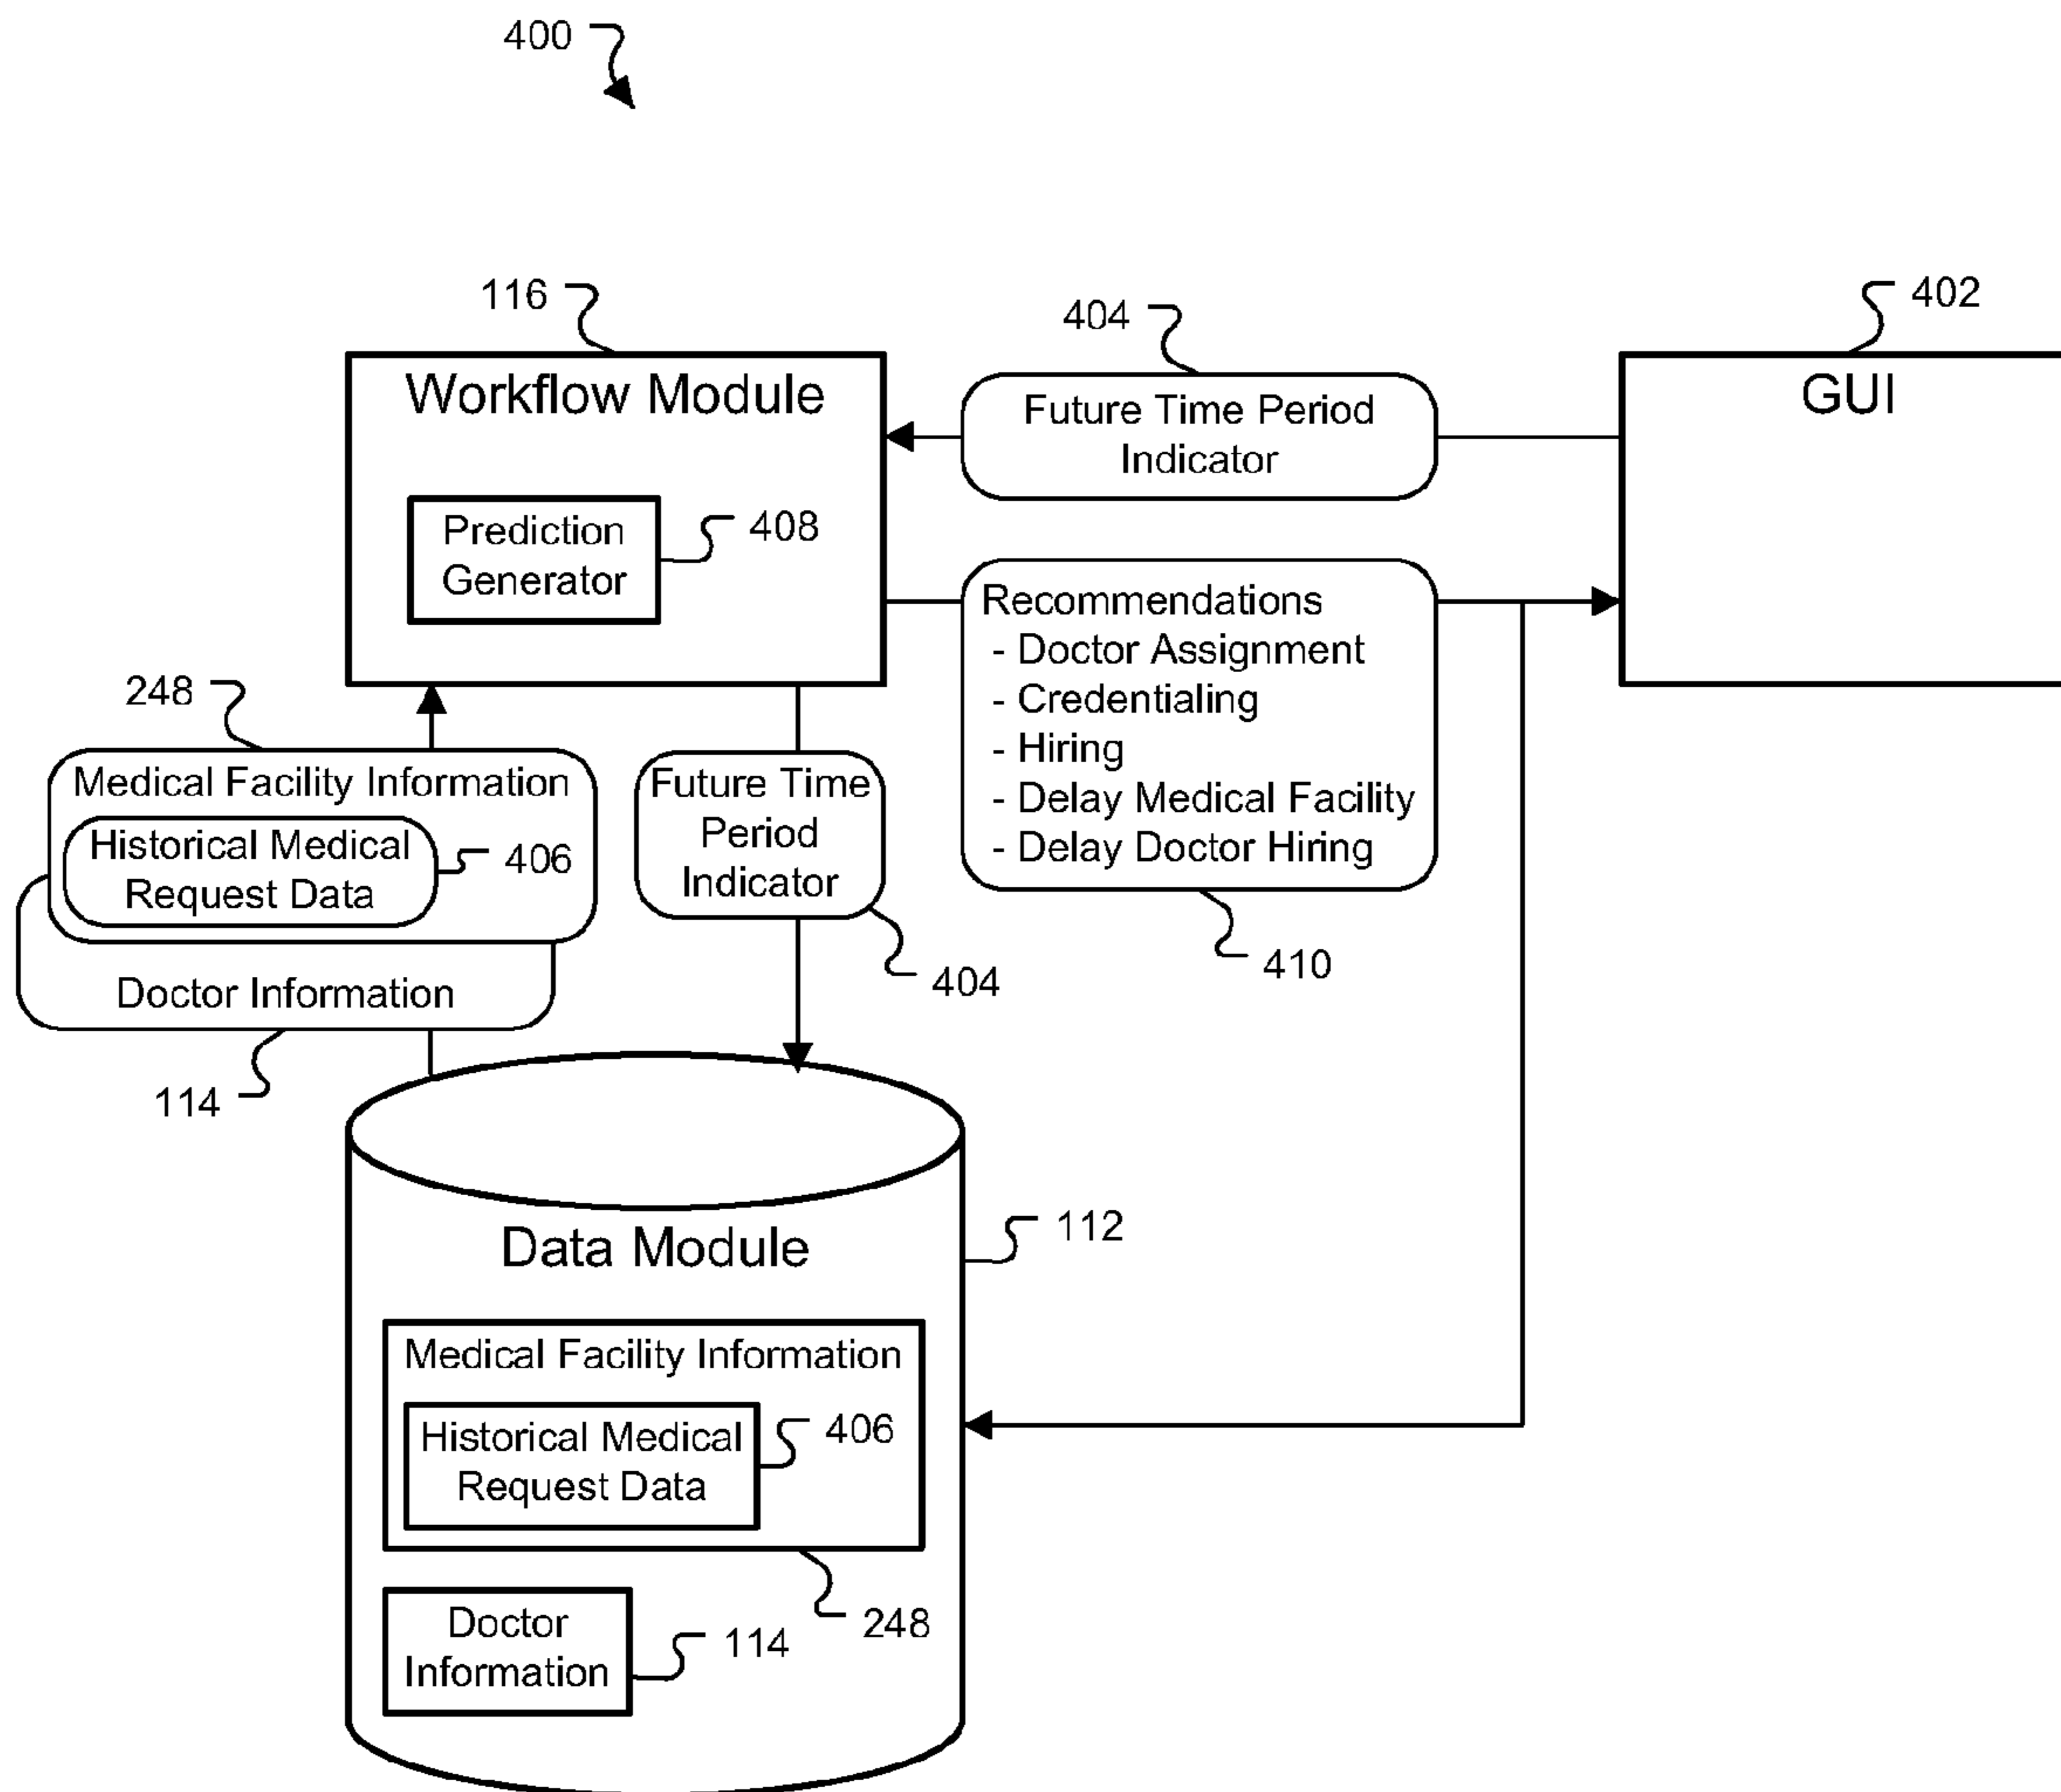 400
116
404
402
Workflow Module
Future Time Period
Indicator
GUI
Prediction
Generator
408
Recommendations
- Doctor Assignment
- Credentialing
- Hiring
- Delay Medical Facility
- Delay Doctor Hiring
410
248
Medical Facility Information
Historical Medical
Request Data
406
Doctor Information
114
Future Time
Period
Indicator
404
Data Module
112
Medical Facility Information
Historical Medical
Request Data
406
248
Doctor
Information
114